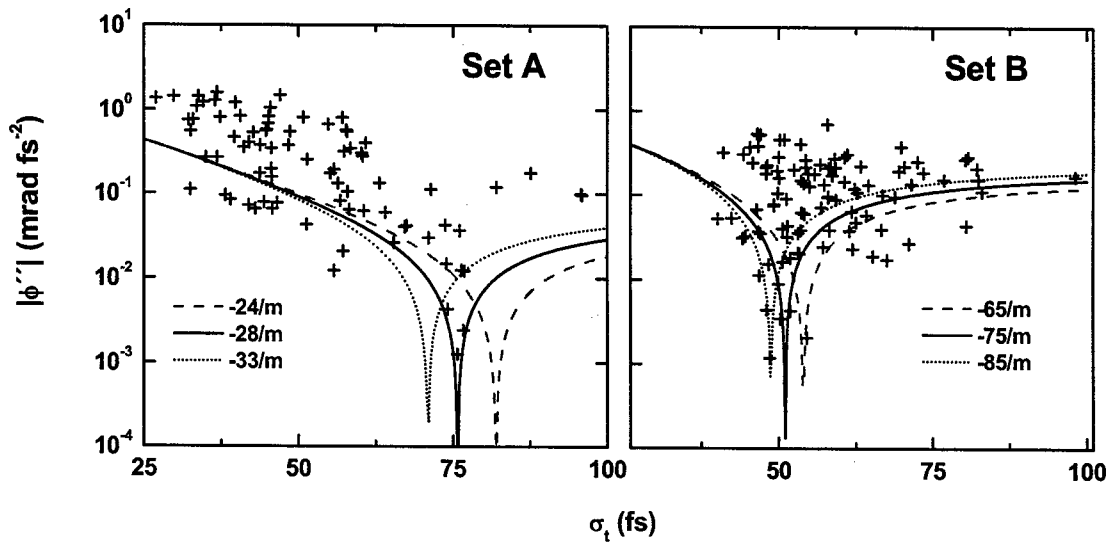 Set A
Set B
10¹
10⁰
10⁻¹
10⁻²
10⁻³
10⁻⁴
|ϕ´´| (mrad fs⁻²)
-24/m
-28/m
-33/m
-65/m
-75/m
-85/m
25 50 75 100
50 75 100
σₜ (fs)